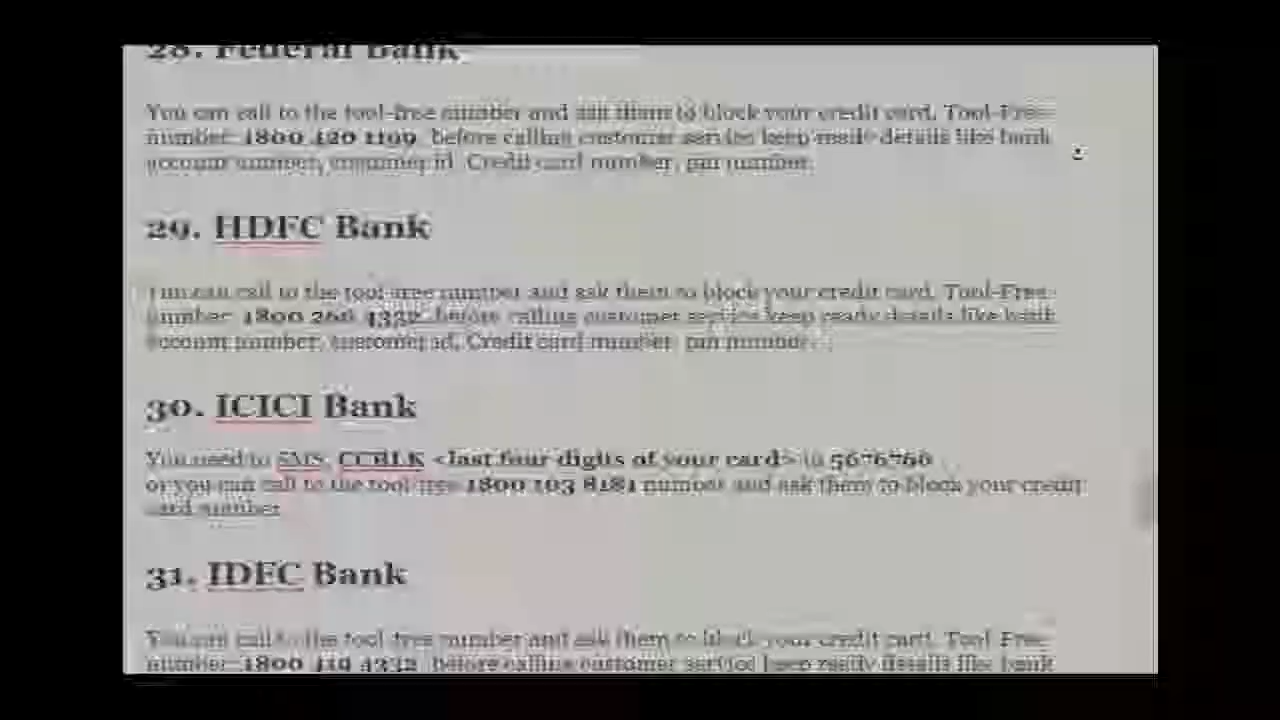 28. Federal Bank
You can call to the tool-free number and ask them to block your credit card. Tool-Free
number 1800 420 1199 before calling customer service keep ready details like bank
account number, customer id, Credit card number, pan number.
29. HDFC Bank
You can call to the tool-free number and ask them to block your credit card. Tool-Free
number before calling customer service keep ready details like bank
account number, customer id, Credit card number, pan number.
30. ICICI Bank
You need to SMS, CCBLK <last four digits of your card> to 5676766
or you can call to the tool-free 1800 103 8181 number and ask them to block your credit
card number
31. IDFC Bank
You can call to the tool-free number and ask them to block your credit card. Tool-Free
number 1800 419 4332 before calling customer service keep ready details like bank